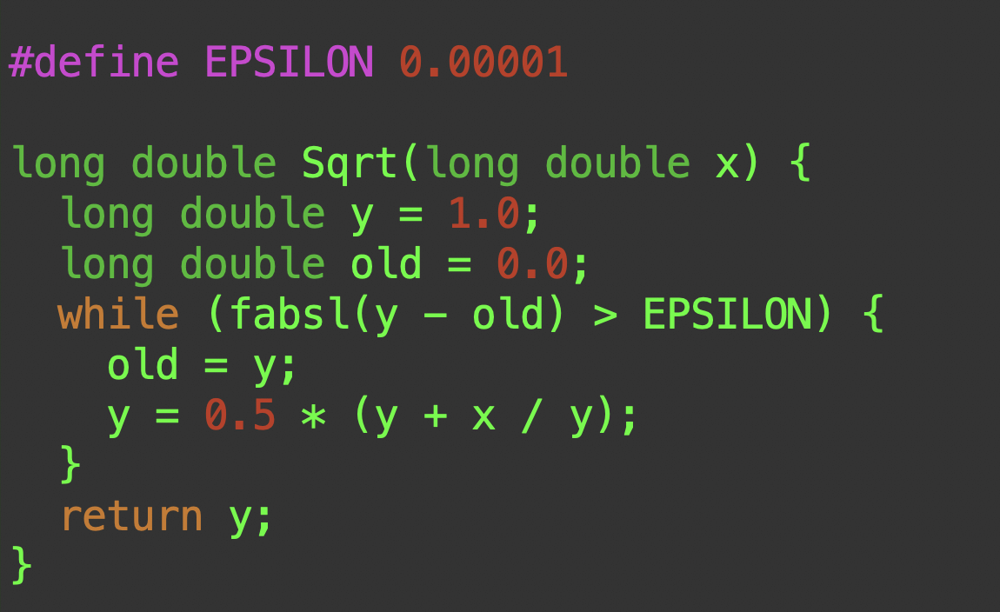 #define EPSILON 0.00001
long double Sqrt(long double x) {
long double y = 1.0;
long double old = 0.0;
while (fabsl(y - old) > EPSILON) {
old = y;
y = 0.5 * (y + x / y);
}
return y;
}